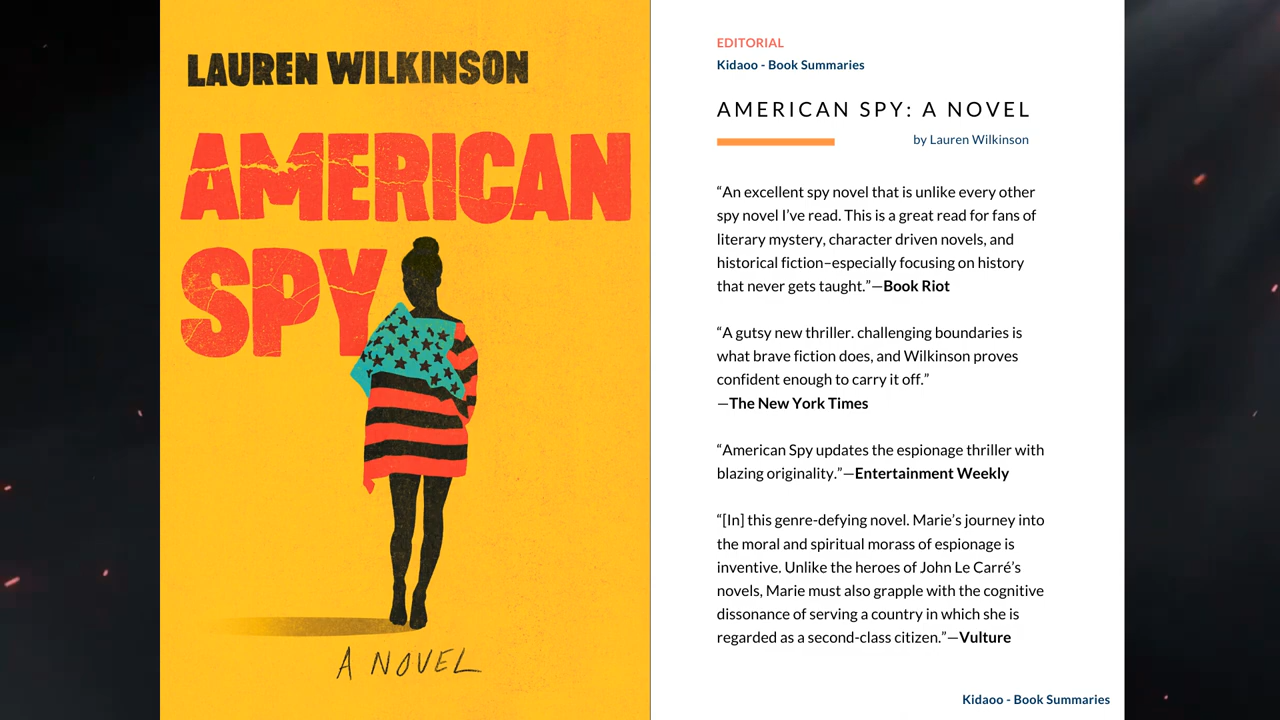 LAUREN WILKINSON
AMERICAN
SPY
A NOVEL
EDITORIAL
Kidaoo - Book Summaries
AMERICAN SPY: A NOVEL
by Lauren Wilkinson
“An excellent spy novel that is unlike every other
spy novel I’ve read. This is a great read for fans of
literary mystery, character driven novels, and
historical fiction–especially focusing on history
that never gets taught.”—Book Riot
“A gutsy new thriller. challenging boundaries is
what brave fiction does, and Wilkinson proves
confident enough to carry it off.”
—The New York Times
“American Spy updates the espionage thriller with
blazing originality.”—Entertainment Weekly
“[In] this genre-defying novel. Marie’s journey into
the moral and spiritual morass of espionage is
inventive. Unlike the heroes of John Le Carré’s
novels, Marie must also grapple with the cognitive
dissonance of serving a country in which she is
regarded as a second-class citizen.”—Vulture
Kidaoo - Book Summaries